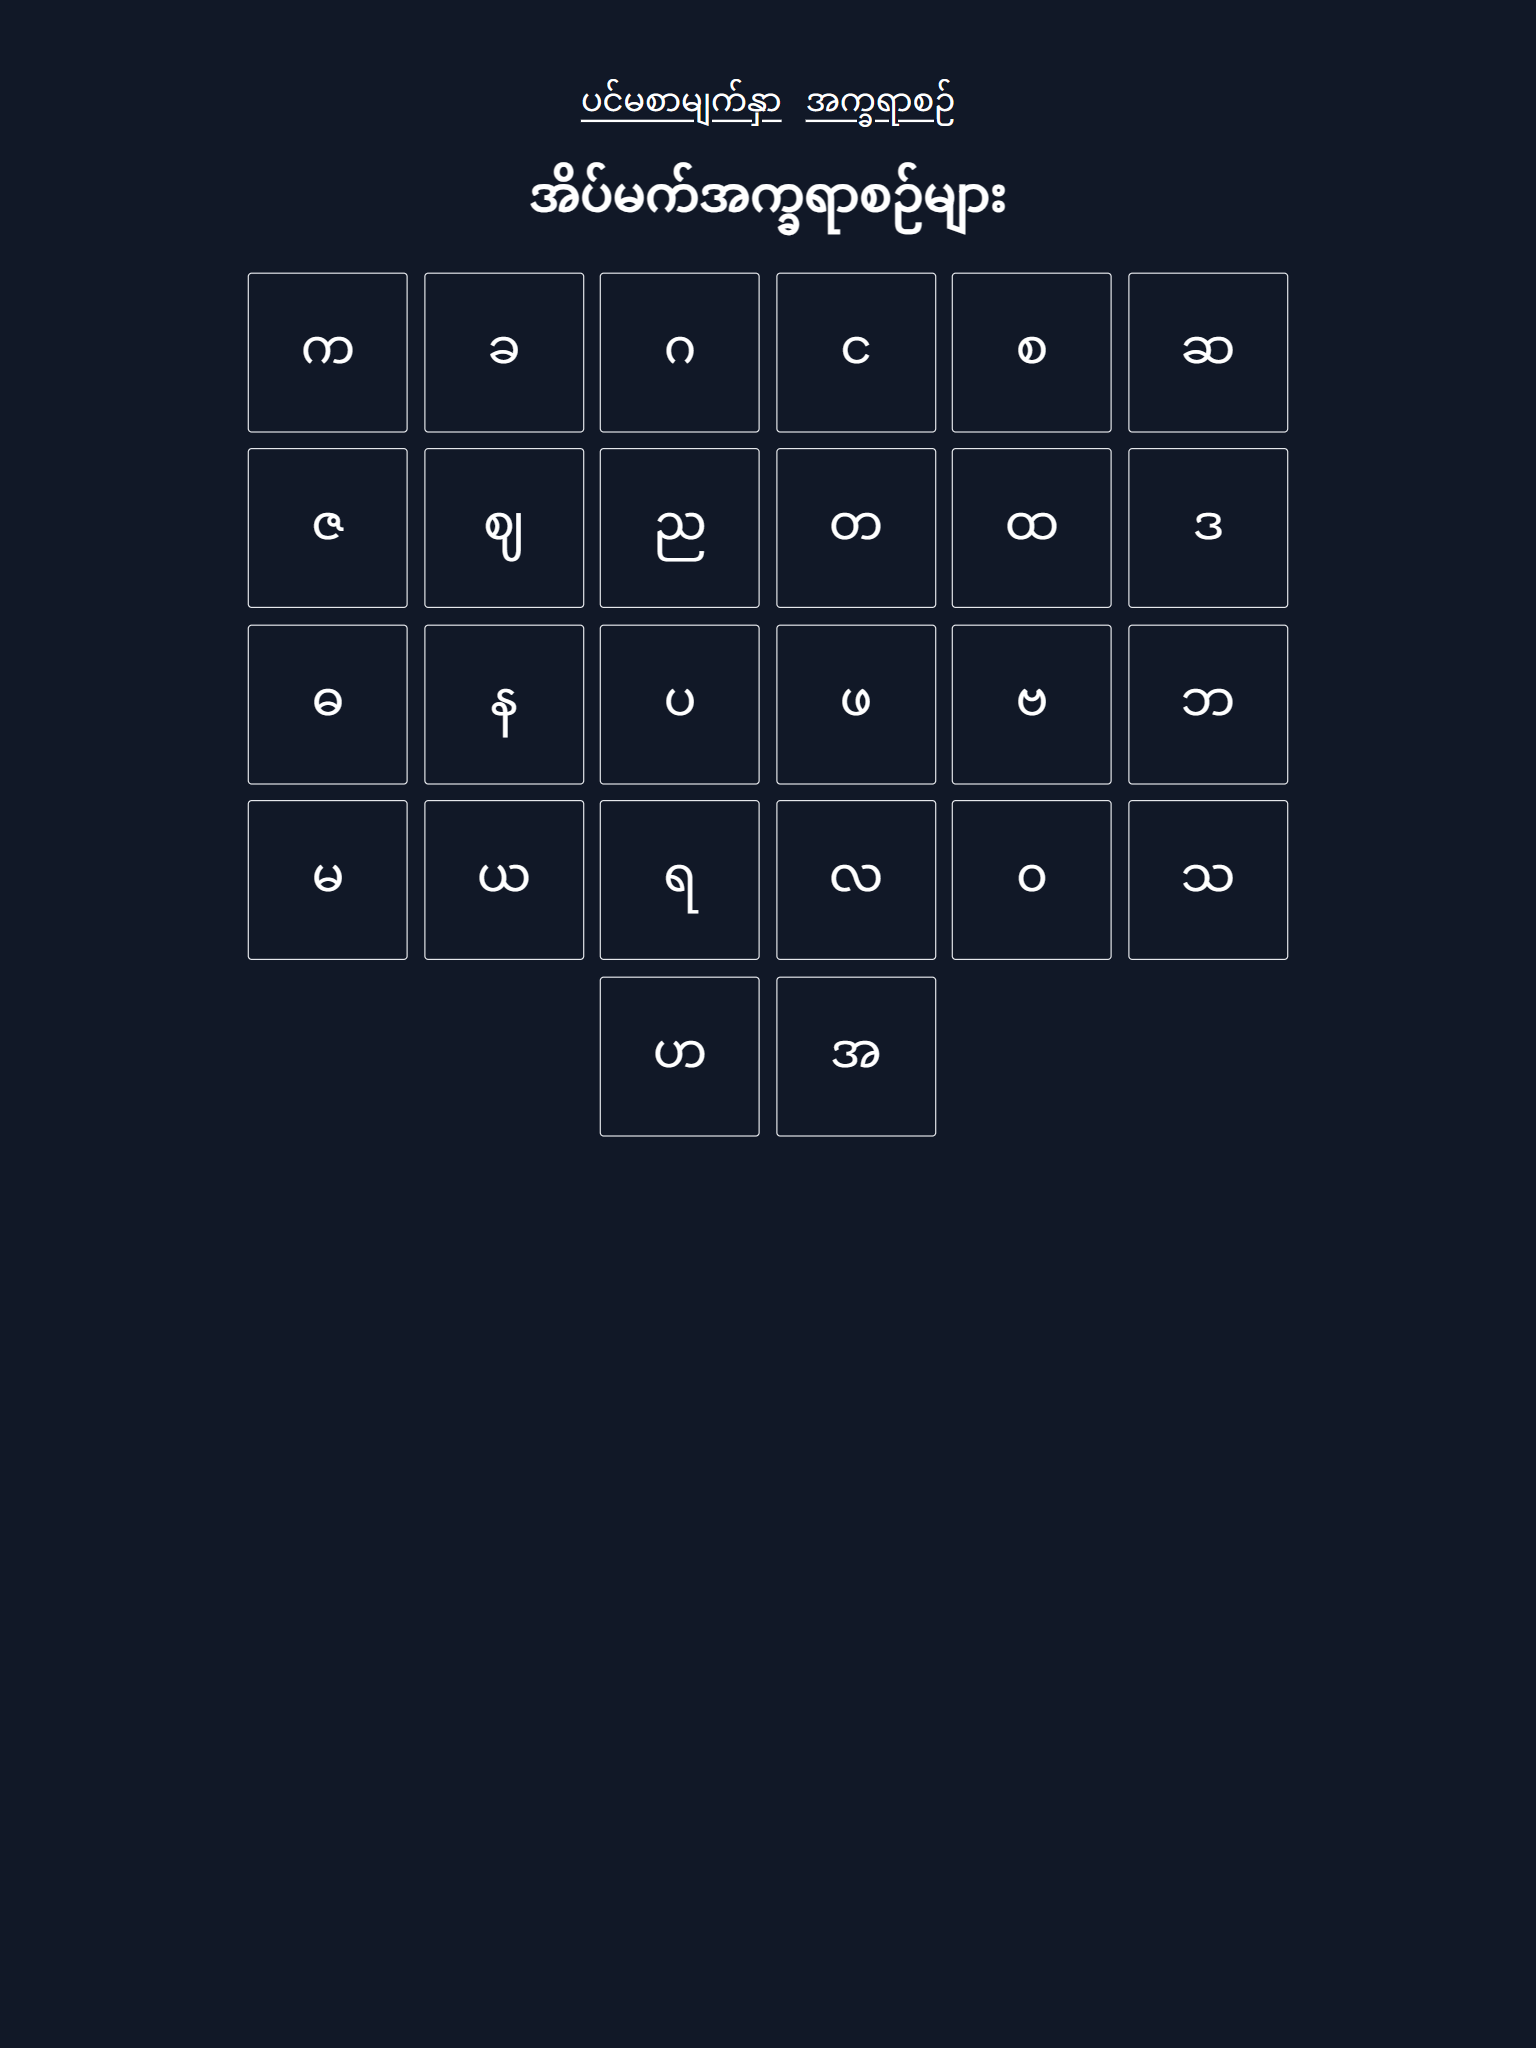 ပင်မစာမျက်နှာ အက္ခရာစဉ်
အိပ်မက်အက္ခရာစဉ်များ
က ခ ဂ င စ ဆ
ဇ ဈ ည တ ထ ဒ
ဓ န ပ ဖ ဗ ဘ
မ ယ ရ လ ဝ သ
ဟ အ